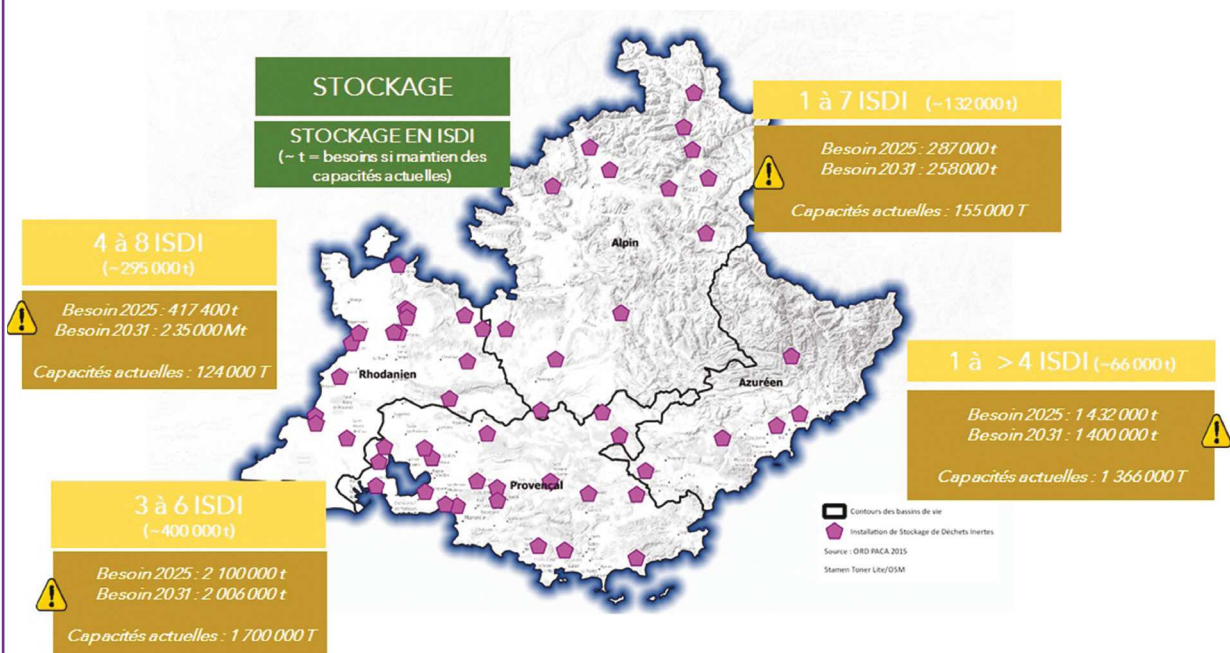 STOCKAGE
STOCKAGE EN ISDI
(~ t = besoins si maintien des
capacités actuelles)
1 à 7 ISDI (~132 000 t)
Besoin 2025 : 287 000 t
Besoin 2031 : 258 000 t
Capacités actuelles : 155 000 T
4 à 8 ISDI
(~295 000 t)
Besoin 2025 : 417 400 t
Besoin 2031 : 235 000 Mt
Capacités actuelles : 124 000 T
Alpin
Rhodanien
Azuréen
Provençal
1 à > 4 ISDI (~66 000 t)
Besoin 2025 : 1 432 000 t
Besoin 2031 : 1 400 000 t
Capacités actuelles : 1 366 000 T
3 à 6 ISDI
(~400 000 t)
Besoin 2025 : 2 100 000 t
Besoin 2031 : 2 006 000 t
Capacités actuelles : 1 700 000 T
Contours des bassins de vie
Installation de Stockage de Déchets Inertes
Source : ORD PACA 2015
Stamen Toner Lite/OSM